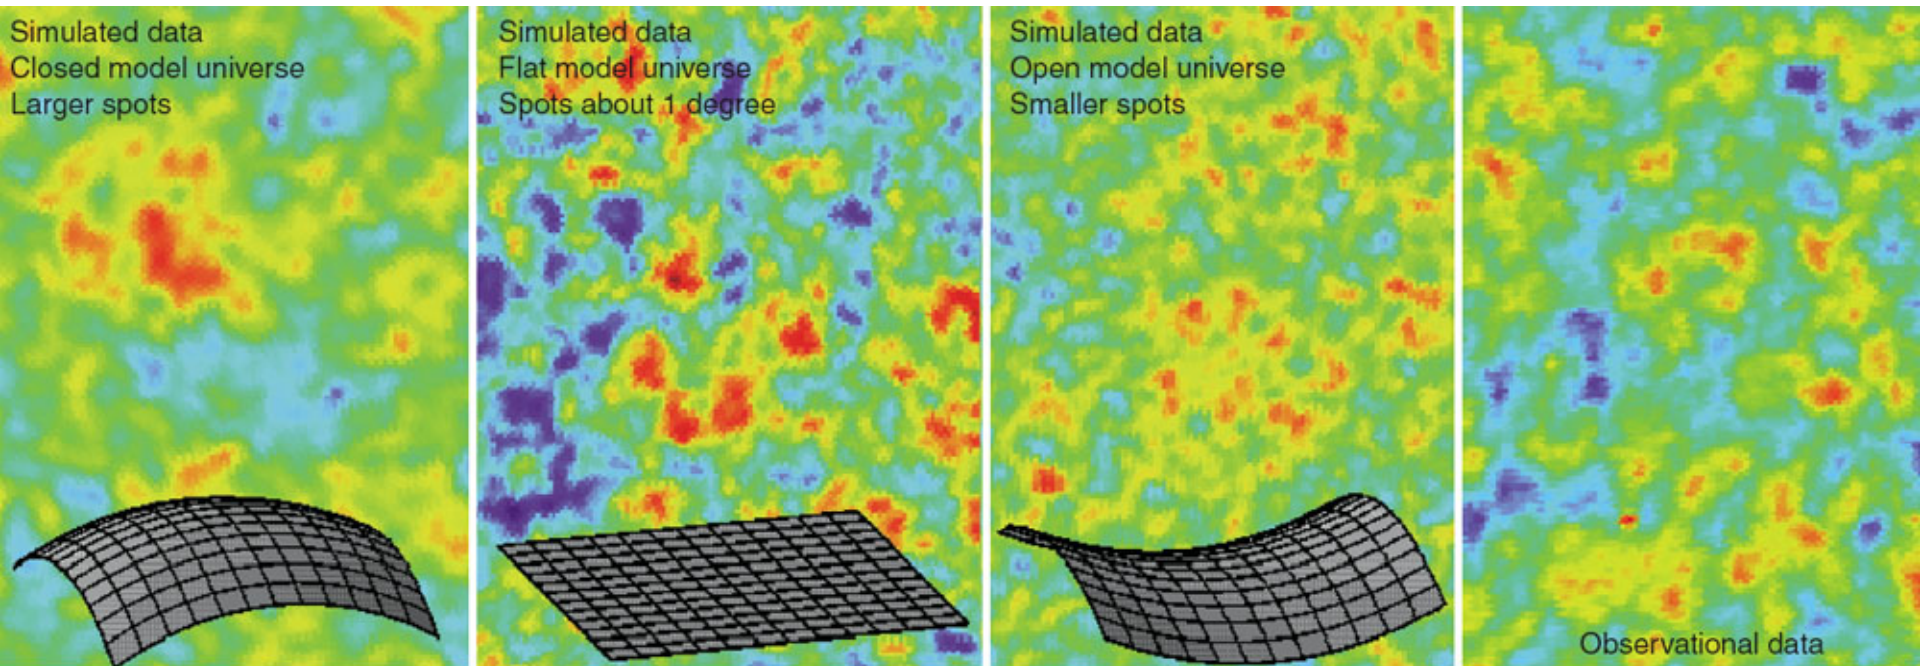 Simulated data
Closed model universe
Larger spots
Simulated data
Flat model universe
Spots about 1 degree
Simulated data
Open model universe
Smaller spots
Observational data